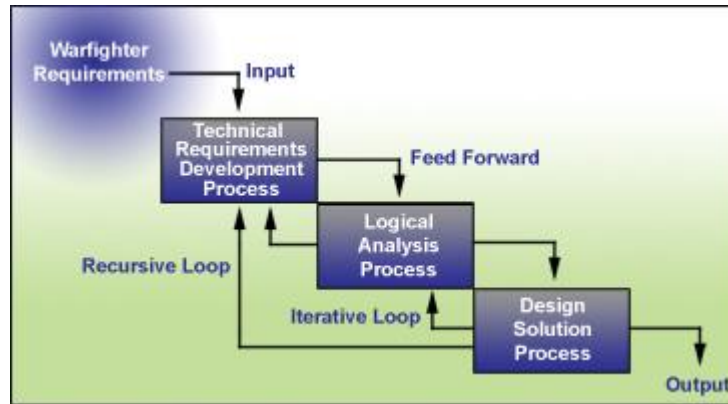 Warfighter
Requirements
Input
Technical
Requirements
Development
Process
Feed Forward
Logical
Analysis
Process
Recursive Loop
Iterative Loop
Design
Solution
Process
Output